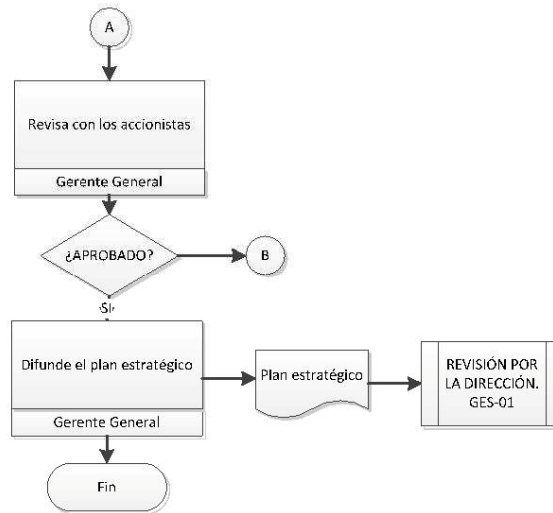 A
Revisa con los accionistas
Gerente General
¿APROBADO?
B
SI
Difunde el plan estratégico
Gerente General
Plan estratégico
REVISIÓN POR
LA DIRECCIÓN.
GES-01
Fin